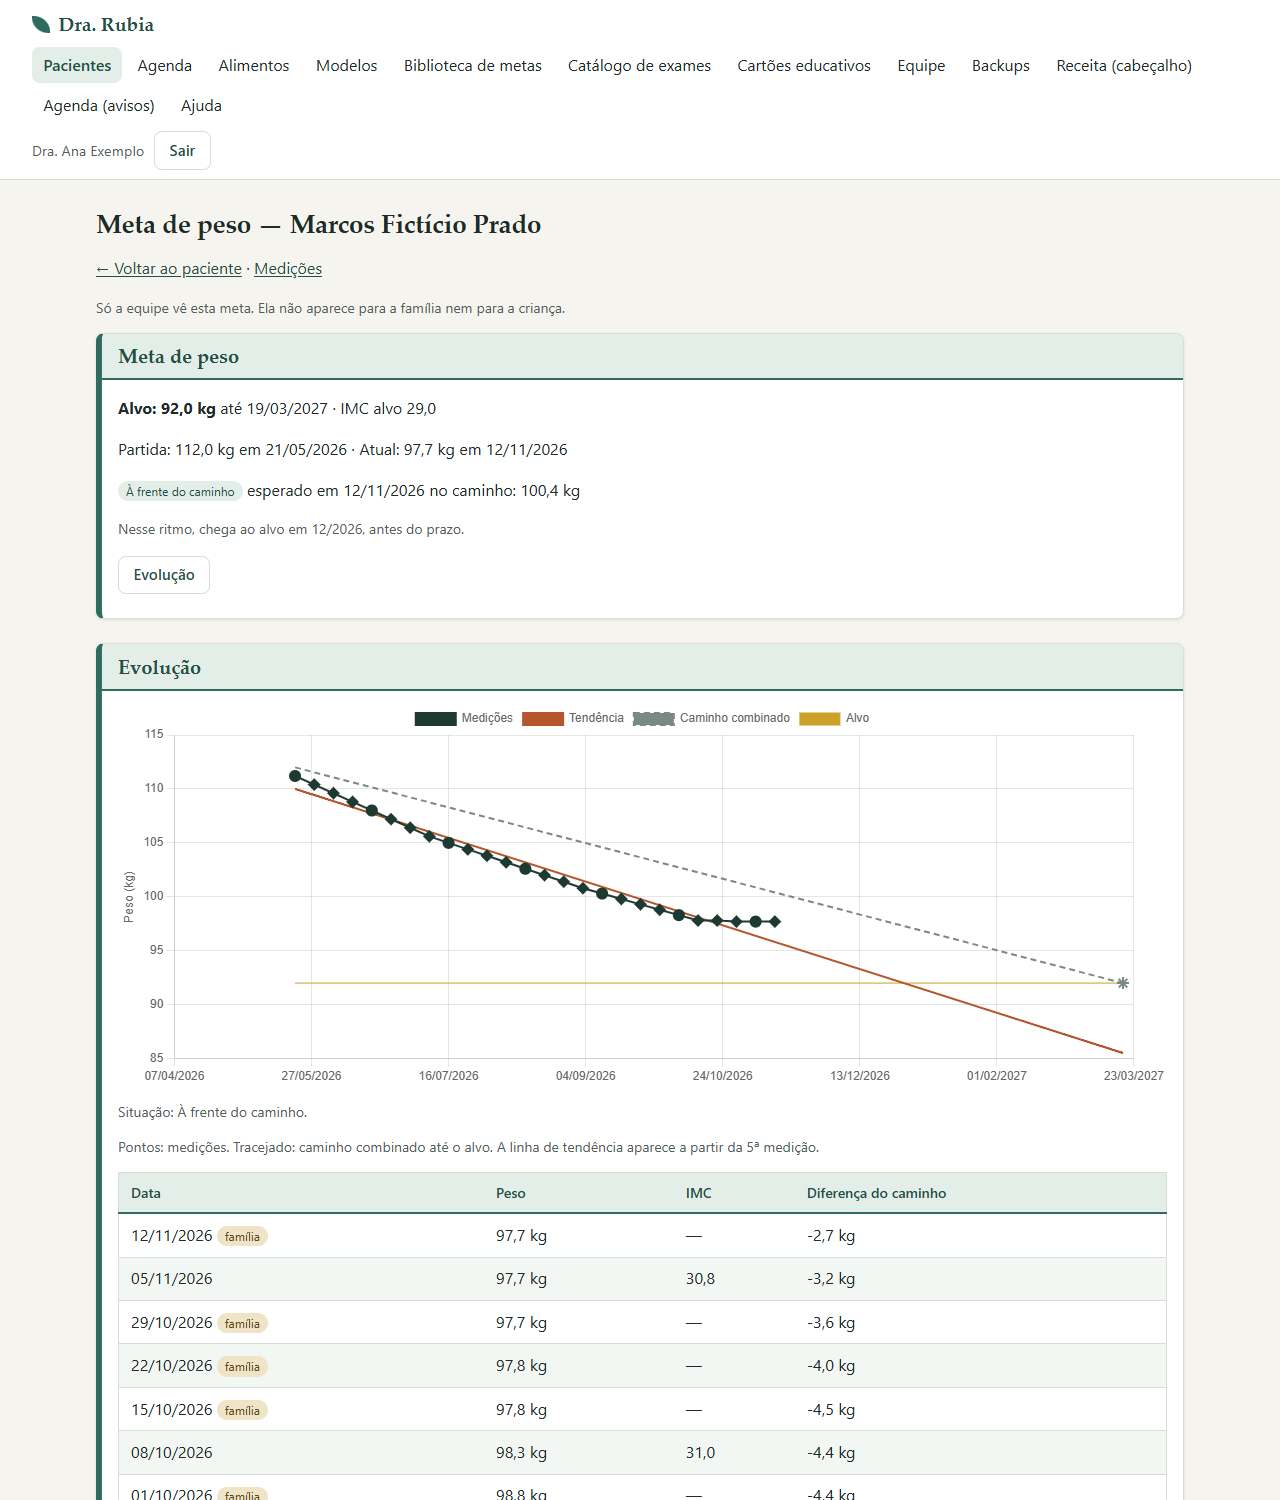 Dra. Rubia
Pacientes Agenda Alimentos Modelos Biblioteca de metas Catálogo de exames Cartões educativos Equipe Backups Receita (cabeçalho)
Agenda (avisos) Ajuda
Dra. Ana Exemplo Sair
Meta de peso — Marcos Fictício Prado
← Voltar ao paciente · Medições
Só a equipe vê esta meta. Ela não aparece para a família nem para a criança.
Meta de peso
Alvo: 92,0 kg até 19/03/2027 · IMC alvo 29,0
Partida: 112,0 kg em 21/05/2026 · Atual: 97,7 kg em 12/11/2026
À frente do caminho esperado em 12/11/2026 no caminho: 100,4 kg
Nesse ritmo, chega ao alvo em 12/2026, antes do prazo.
Evolução
Evolução
Medições Tendência Caminho combinado Alvo
115
110
105
100
95
90
85
Peso (kg)
07/04/2026 27/05/2026 16/07/2026 04/09/2026 24/10/2026 13/12/2026 01/02/2027 23/03/2027
Situação: À frente do caminho.
Pontos: medições. Tracejado: caminho combinado até o alvo. A linha de tendência aparece a partir da 5ª medição.
Data Peso IMC Diferença do caminho
12/11/2026 família 97,7 kg — -2,7 kg
05/11/2026 97,7 kg 30,8 -3,2 kg
29/10/2026 família 97,7 kg — -3,6 kg
22/10/2026 família 97,8 kg — -4,0 kg
15/10/2026 família 97,8 kg — -4,5 kg
08/10/2026 98,3 kg 31,0 -4,4 kg
01/10/2026 família 98,8 kg — -4,4 kg